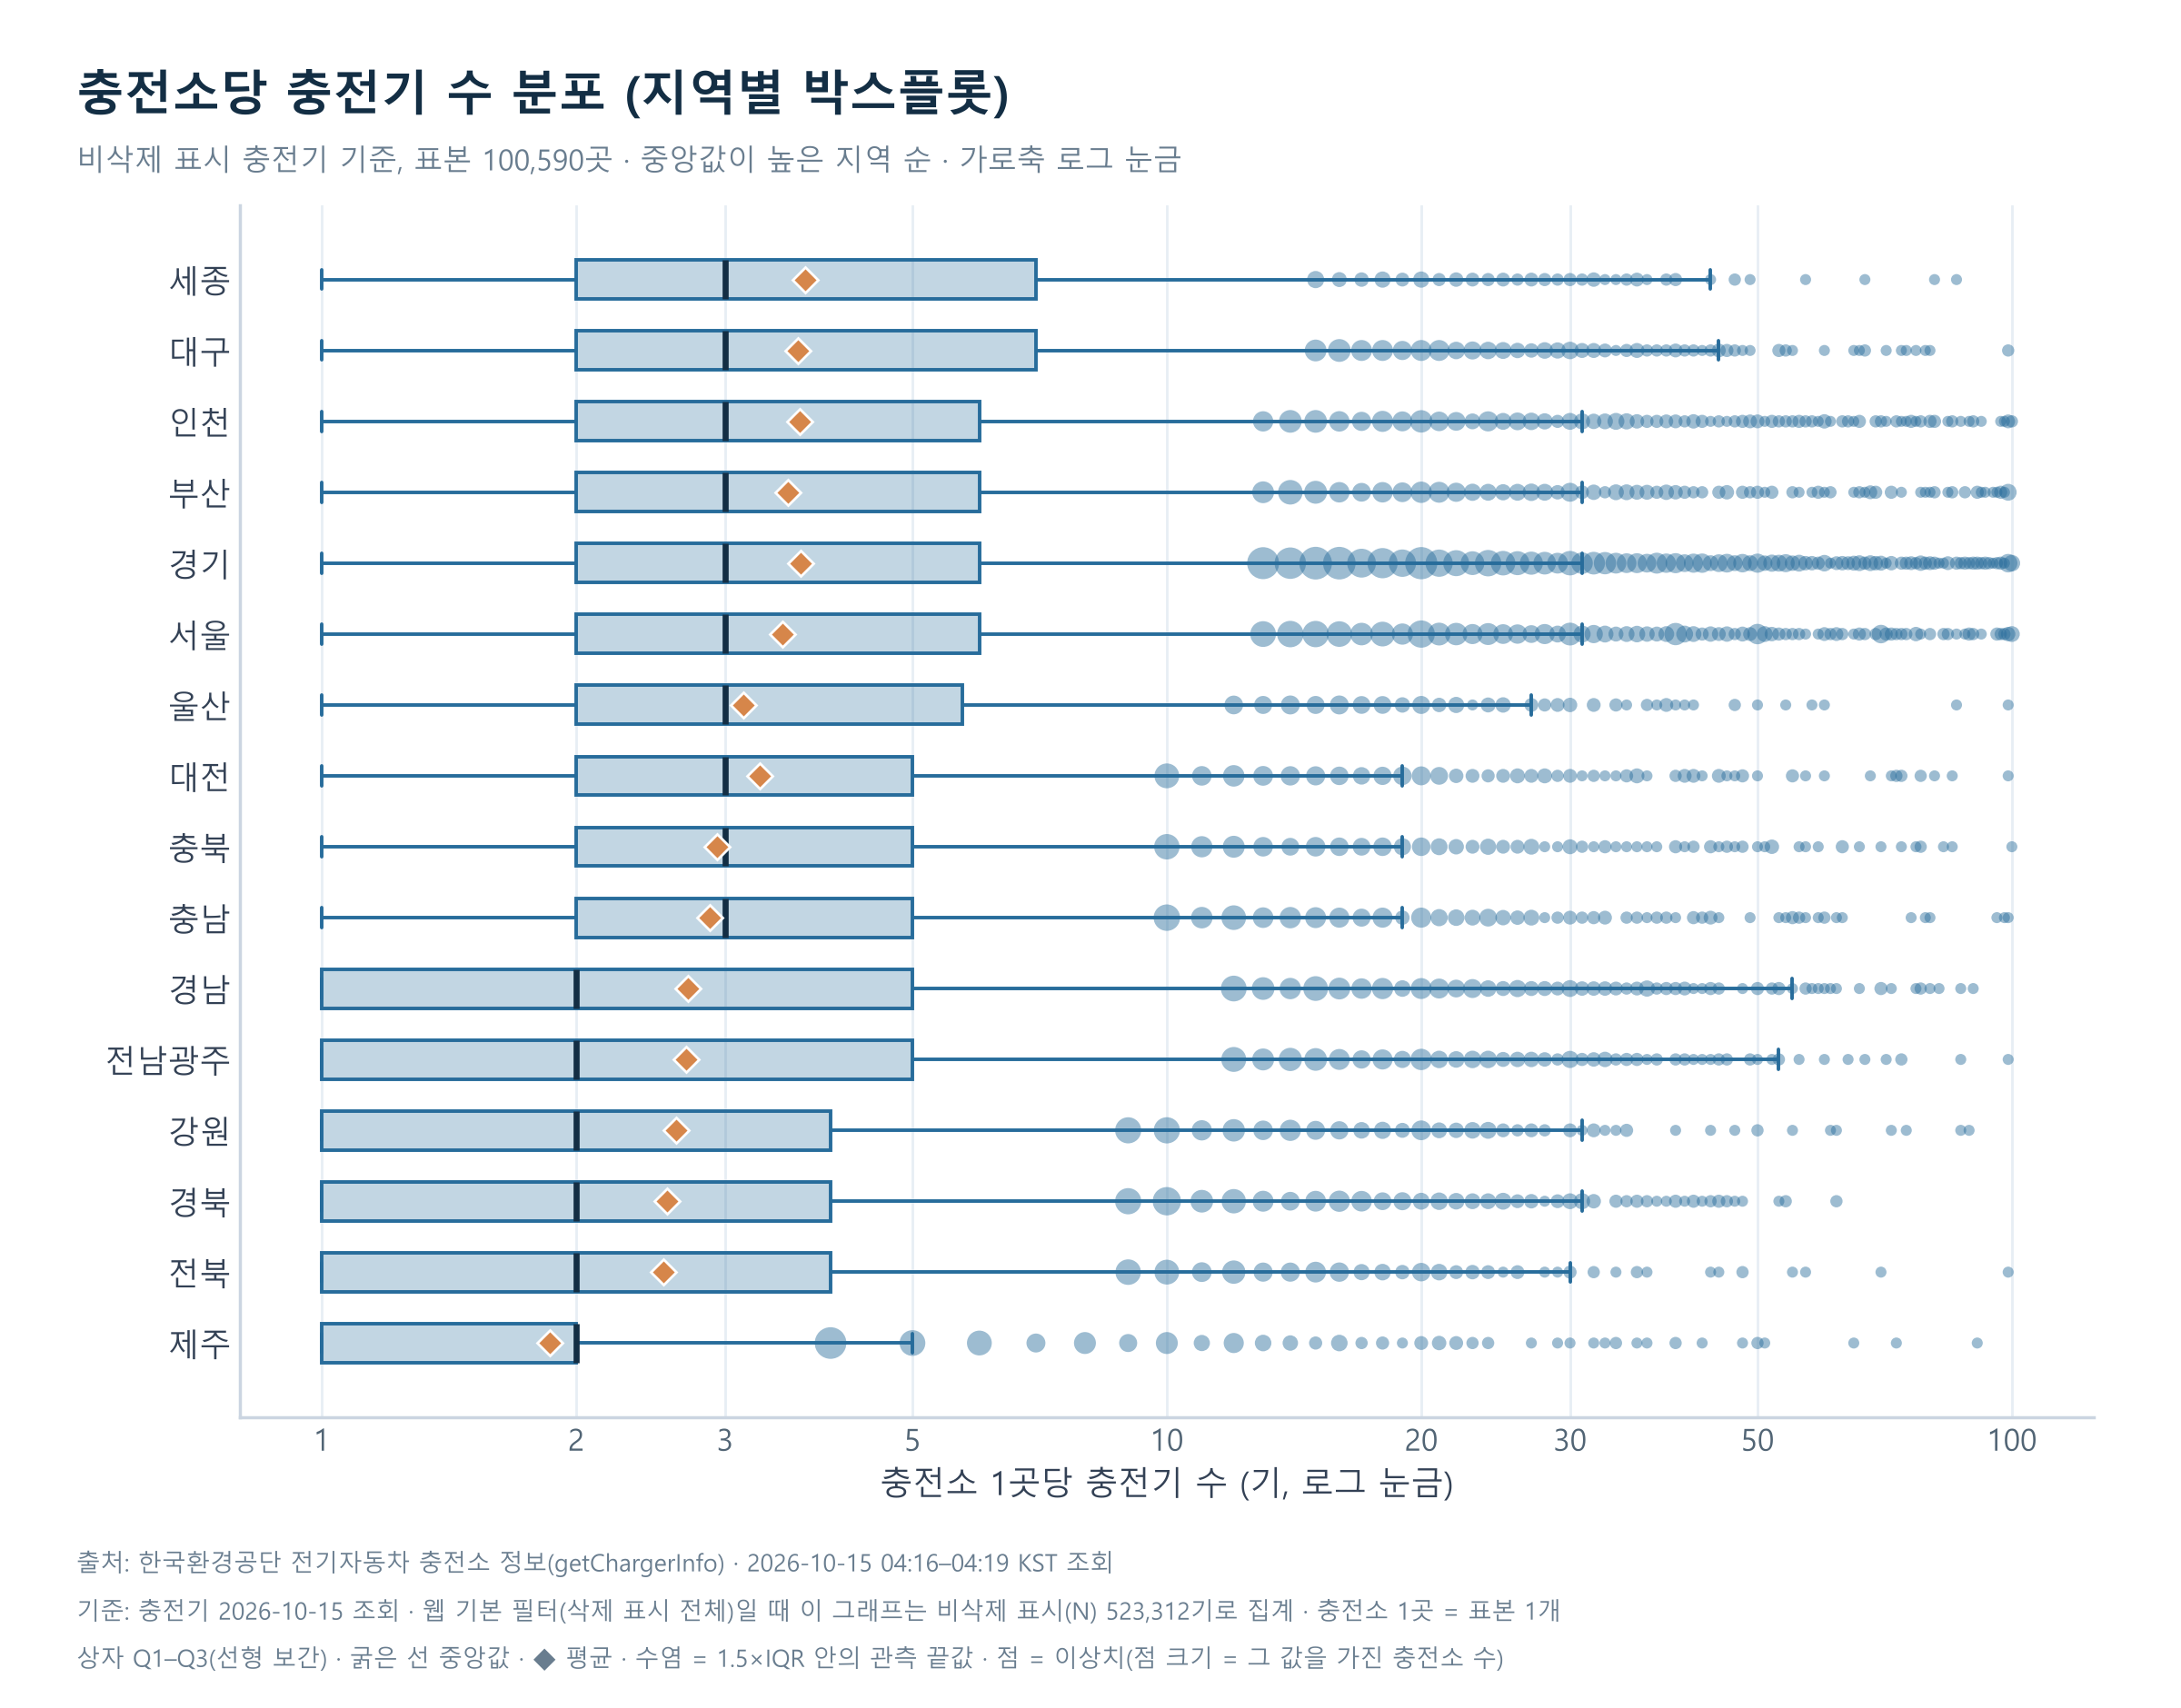 충전소당 충전기 수 분포 (지역별 박스플롯)
비삭제 표시 충전기 기준, 표본 100,590곳 · 중앙값이 높은 지역 순 · 가로축 로그 눈금
세종
대구
인천
부산
경기
서울
울산
대전
충북
충남
경남
전남광주
강원
경북
전북
제주
1 2 3 5 10 20 30 50 100
충전소 1곳당 충전기 수 (기, 로그 눈금)
출처: 한국환경공단 전기자동차 충전소 정보(getChargerInfo) · 2026-10-15 04:16–04:19 KST 조회
기준: 충전기 2026-10-15 조회 · 웹 기본 필터(삭제 표시 전체)일 때 이 그래프는 비삭제 표시(N) 523,312기로 집계 · 충전소 1곳 = 표본 1개
상자 Q1–Q3(선형 보간) · 굵은 선 중앙값 · ◆ 평균 · 수염 = 1.5×IQR 안의 관측 끝값 · 점 = 이상치(점 크기 = 그 값을 가진 충전소 수)